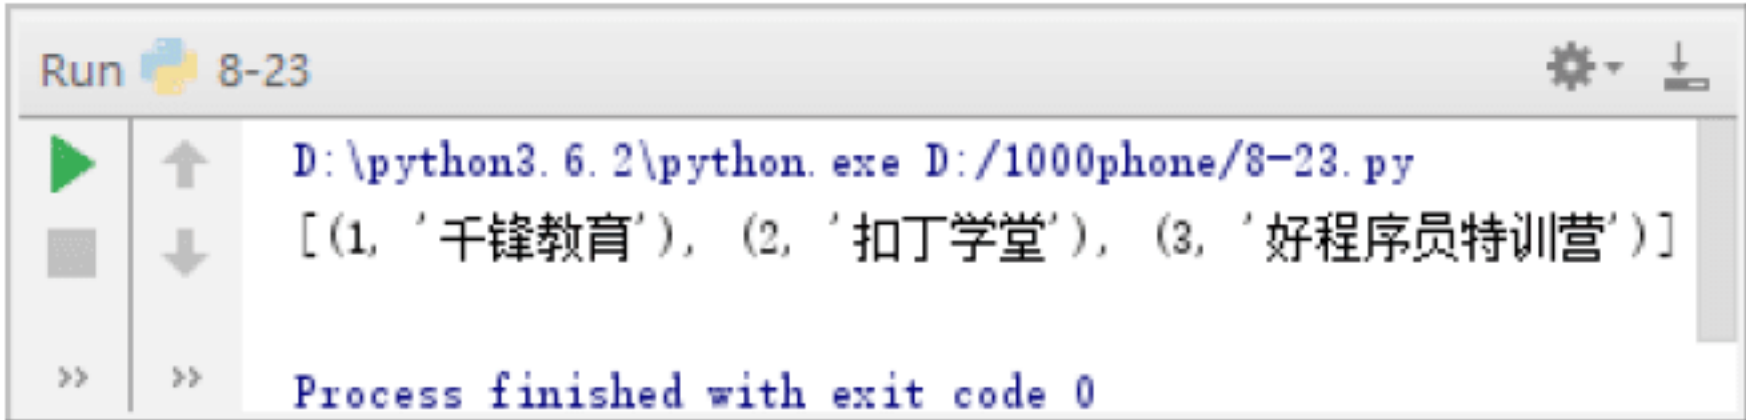 Run 8-23
D:\python3.6.2\python.exe D:/1000phone/8-23.py
[(1, '千锋教育'), (2, '扣丁学堂'), (3, '好程序员特训营')]
Process finished with exit code 0